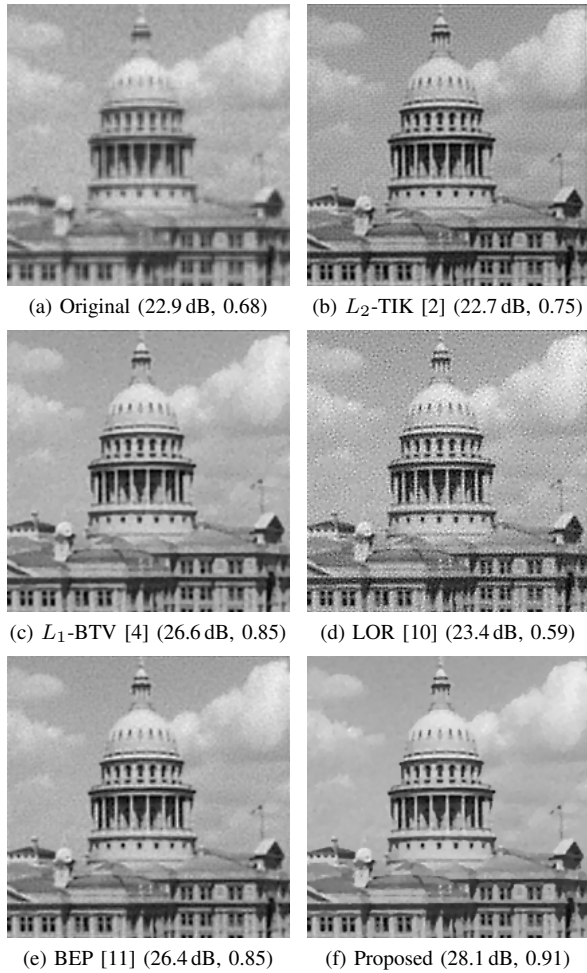 (a) Original (22.9 dB, 0.68)
(b) L₂-TIK [2] (22.7 dB, 0.75)
(c) L₁-BTV [4] (26.6 dB, 0.85)
(d) LOR [10] (23.4 dB, 0.59)
(e) BEP [11] (26.4 dB, 0.85)
(f) Proposed (28.1 dB, 0.91)